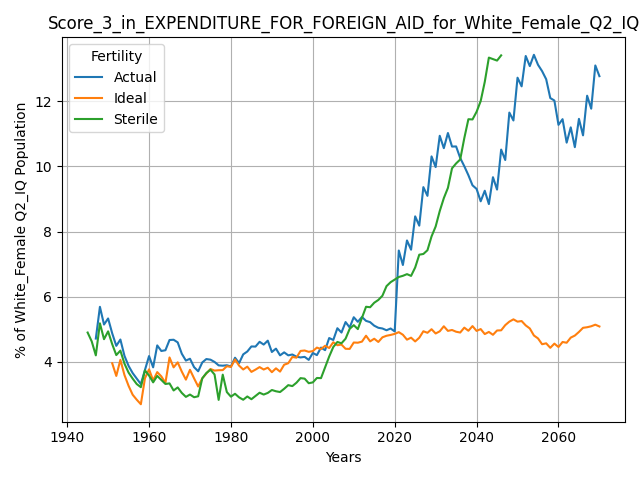 Score_3_in_EXPENDITURE_FOR_FOREIGN_AID_for_White_Female_Q2_IQ
Fertility
Actual
Ideal
Sterile
% of White_Female Q2_IQ Population
12
10
8
6
4
1940
1960
1980
2000
2020
2040
2060
Years